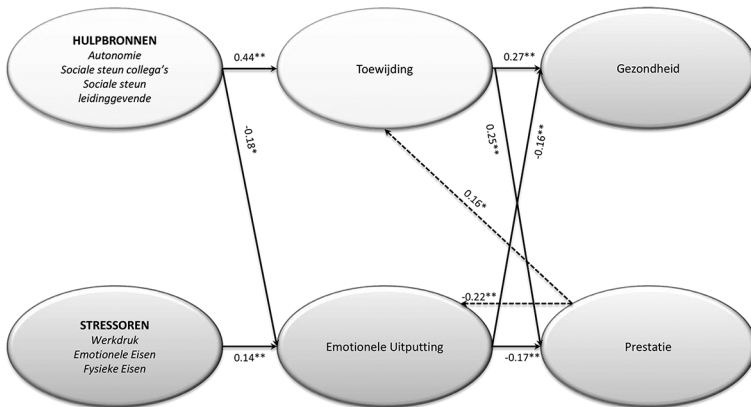 HULPBRONNEN
Autonomie
Sociale steun collega's
Sociale steun
leidinggevende
0.44**
Toewijding
0.27**
Gezondheid
-0.18*
0.25**
-0.16**
0.16*
-0.22**
STRESSOREN
Werkdruk
Emotionele Eisen
Fysieke Eisen
0.14**
Emotionele Uitputting
-0.17**
Prestatie